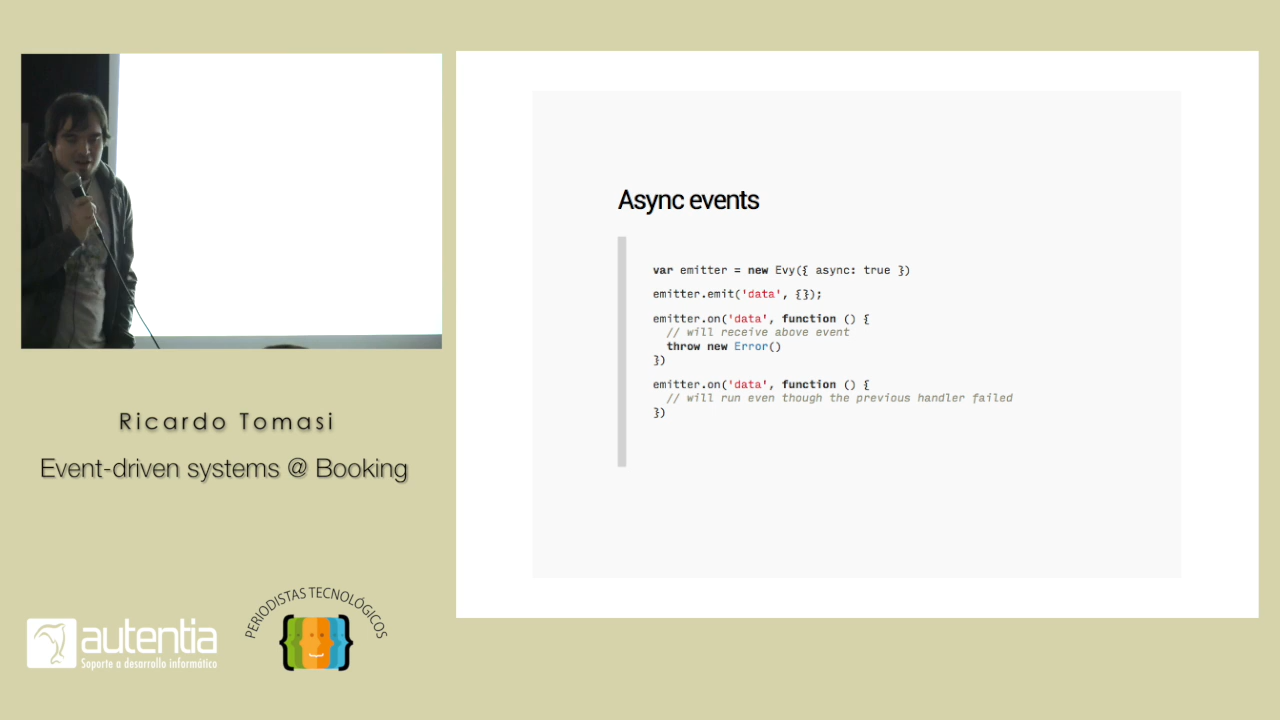 Async events
var emitter = new Evy({ async: true })
emitter.emit('data', {});
emitter.on('data', function () {
  // will receive above event
  throw new Error()
})
emitter.on('data', function () {
  // will run even though the previous handler failed
})
Ricardo Tomasi
Event-driven systems @ Booking
autentia
Soporte a desarrollo informático
PERIODISTAS TECNOLÓGICOS